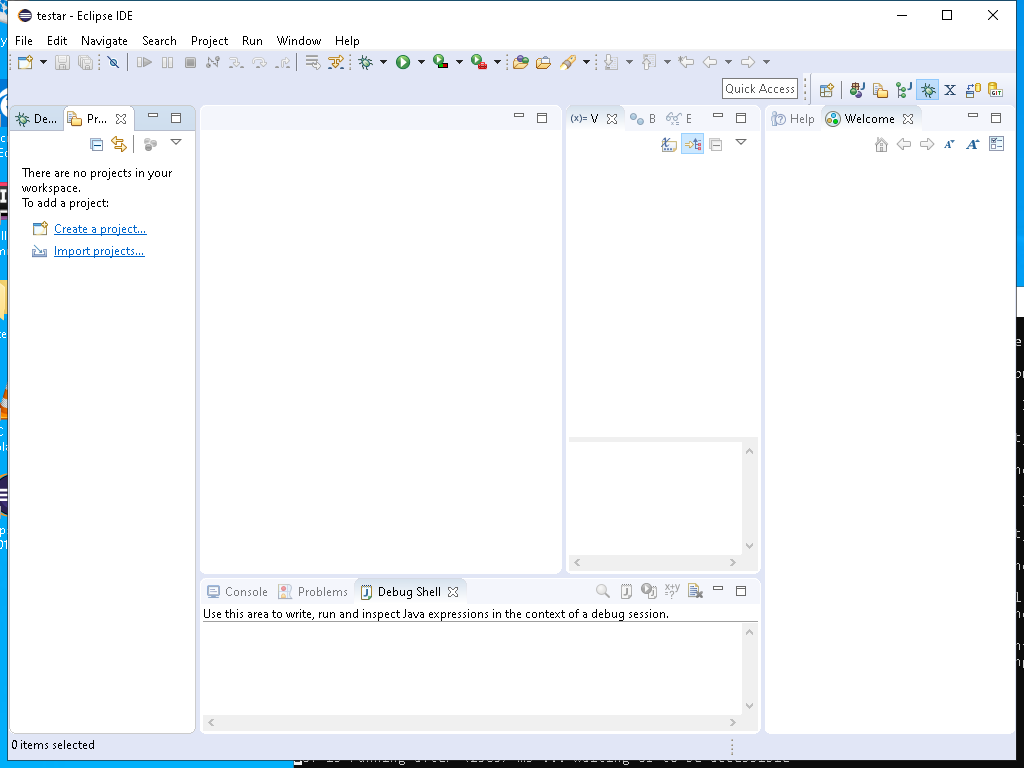 testar - Eclipse IDE
File Edit Navigate Search Project Run Window Help
Quick Access
De... Pr...
(x)= V B E
Help Welcome
There are no projects in your
workspace.
To add a project:
Create a project...
Import projects...
Console Problems Debug Shell
Use this area to write, run and inspect Java expressions in the context of a debug session.
0 items selected